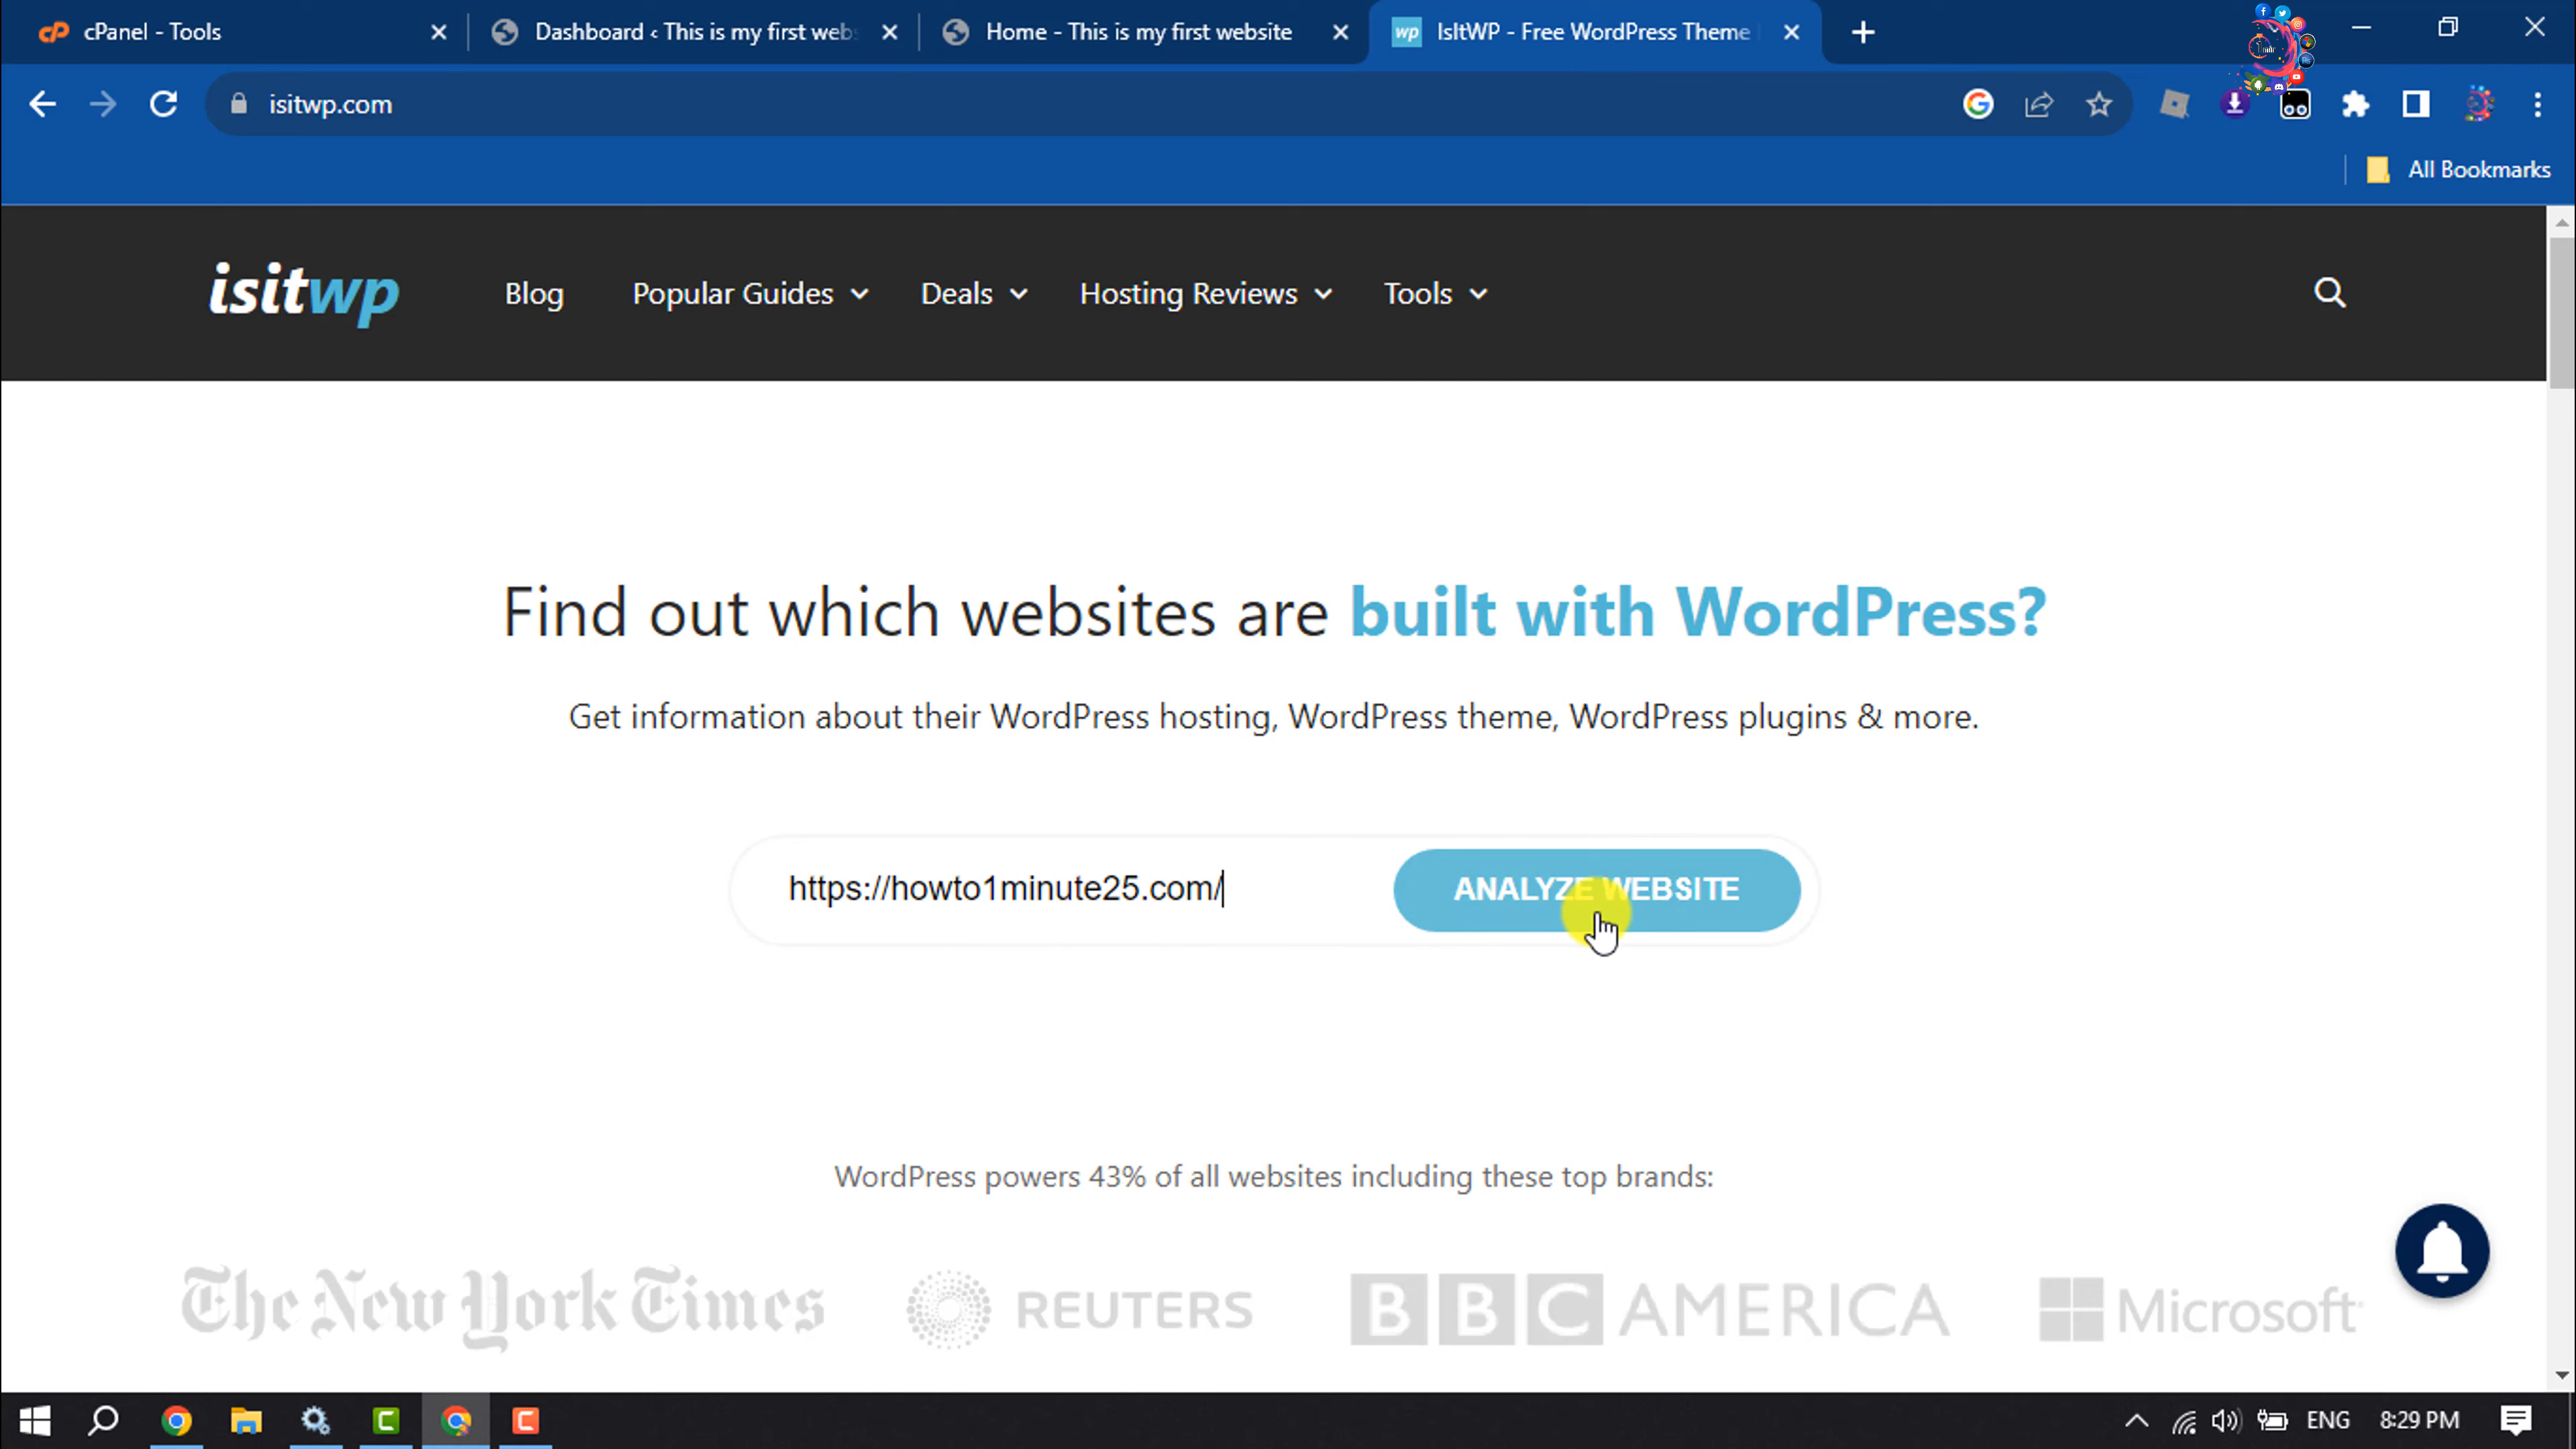 cPanel - Tools
Dashboard ‹ This is my first webs
Home - This is my first website
wp IsItWP - Free WordPress Theme
isitwp.com
All Bookmarks
isitwp Blog Popular Guides Deals Hosting Reviews Tools
Find out which websites are built with WordPress?
Get information about their WordPress hosting, WordPress theme, WordPress plugins & more.
https://howto1minute25.com/
ANALYZE WEBSITE
WordPress powers 43% of all websites including these top brands:
The New York Times REUTERS BBC AMERICA Microsoft
ENG 8:29 PM